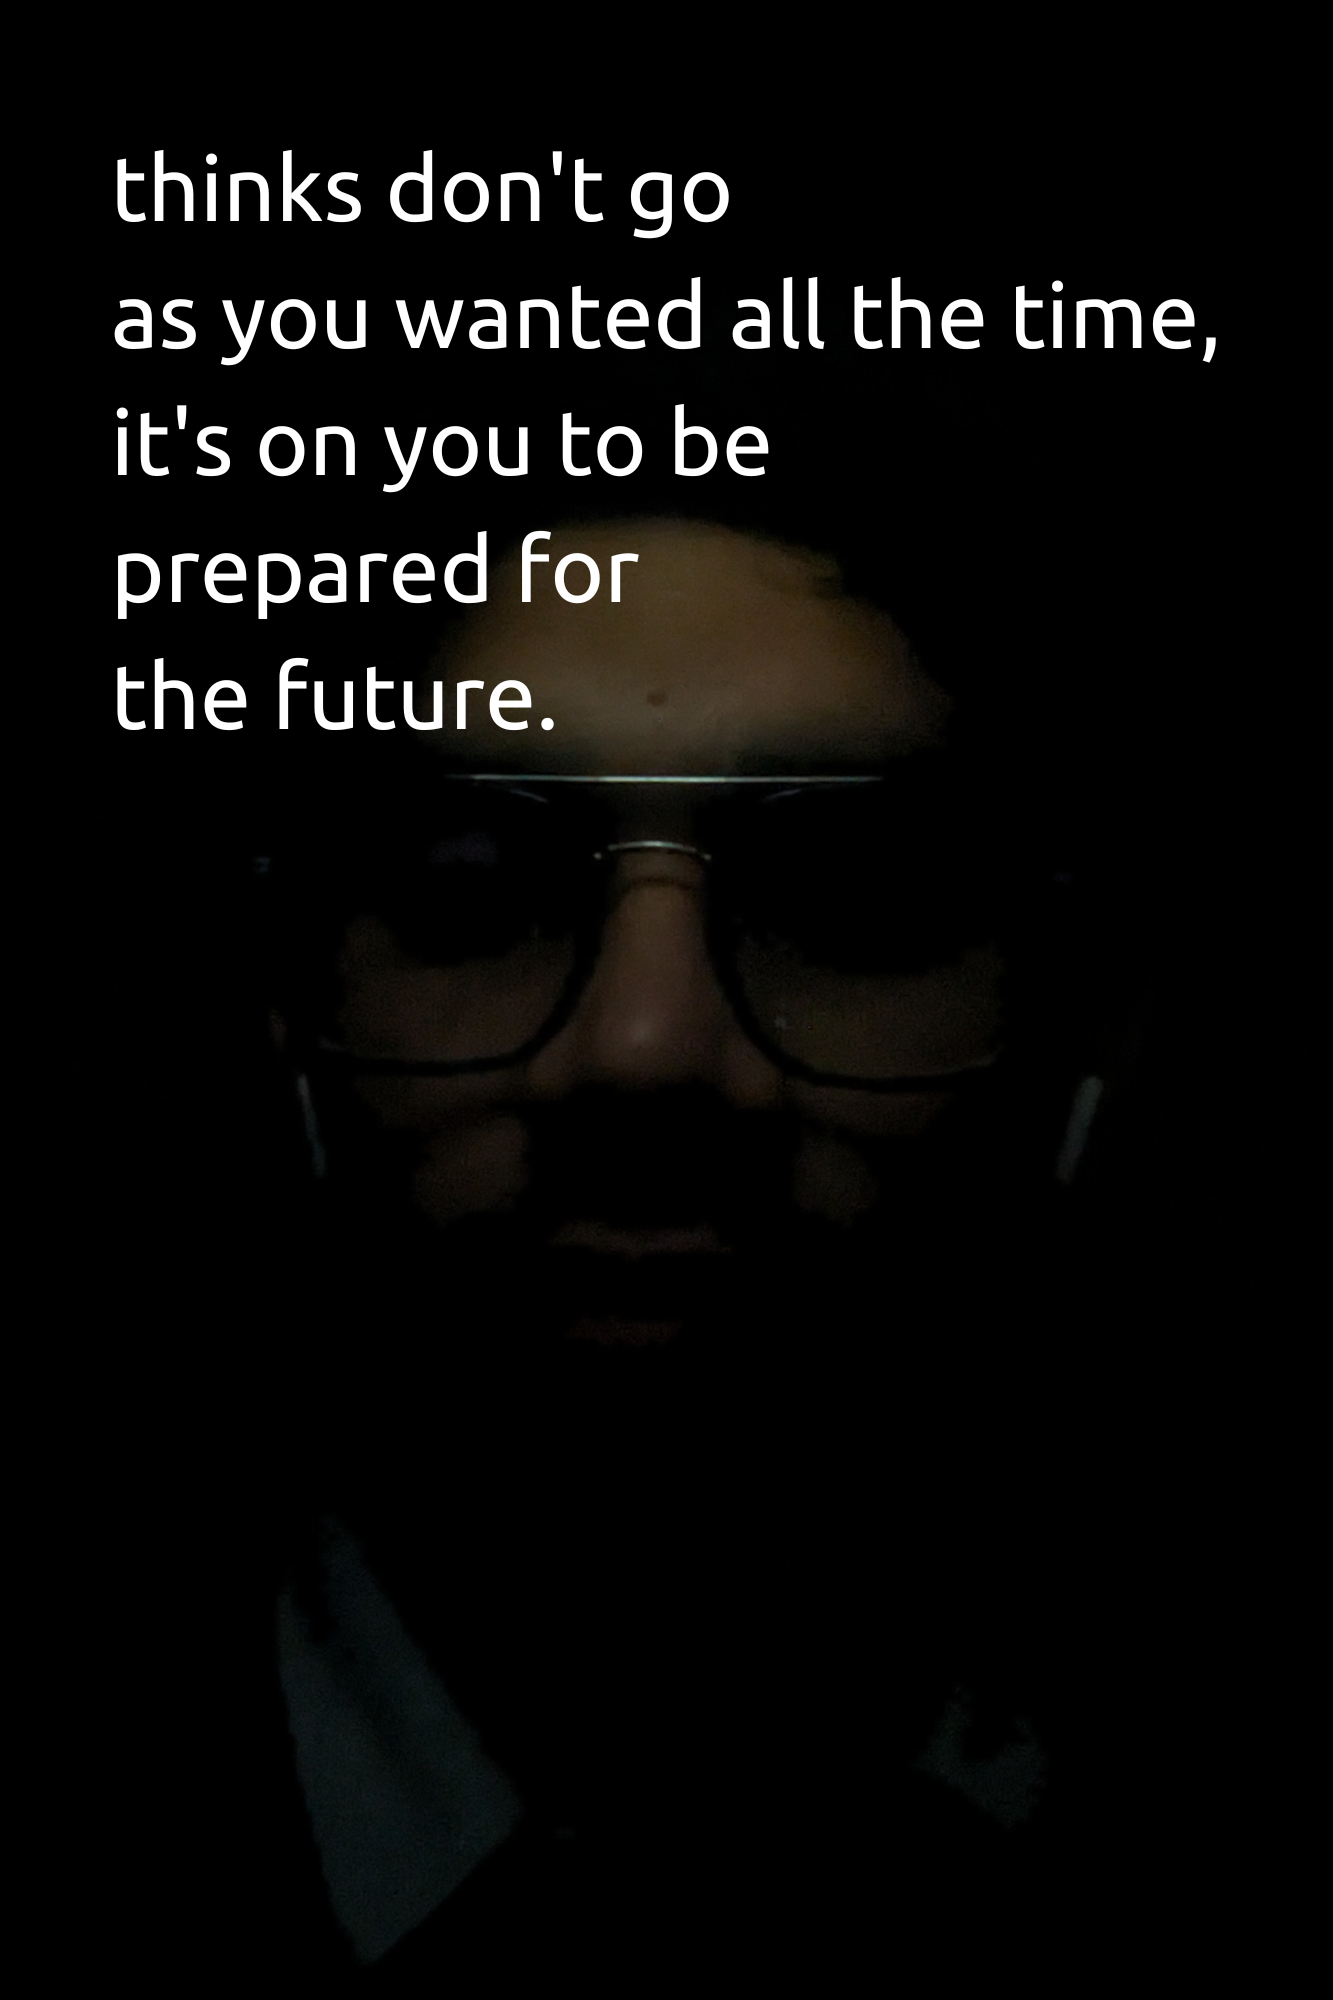 thinks don't go
as you wanted all the time,
it's on you to be
prepared for
the future.